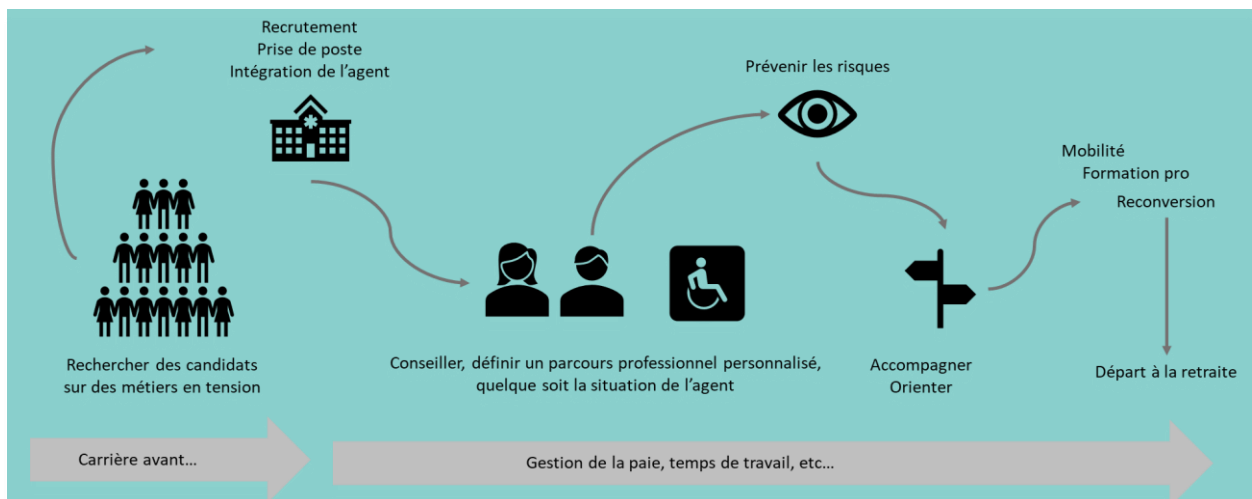 Recrutement
Prise de poste
Intégration de l'agent
Prévenir les risques
Mobilité
Formation pro
Reconversion
Rechercher des candidats
sur des métiers en tension
Conseiller, définir un parcours professionnel personnalisé,
quelque soit la situation de l'agent
Accompagner
Orienter
Départ à la retraite
Carrière avant…
Gestion de la paie, temps de travail, etc…